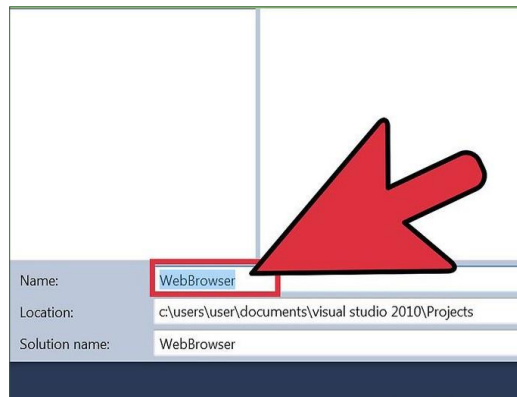 Name: WebBrowser
Location: c:\users\user\documents\visual studio 2010\Projects
Solution name: WebBrowser